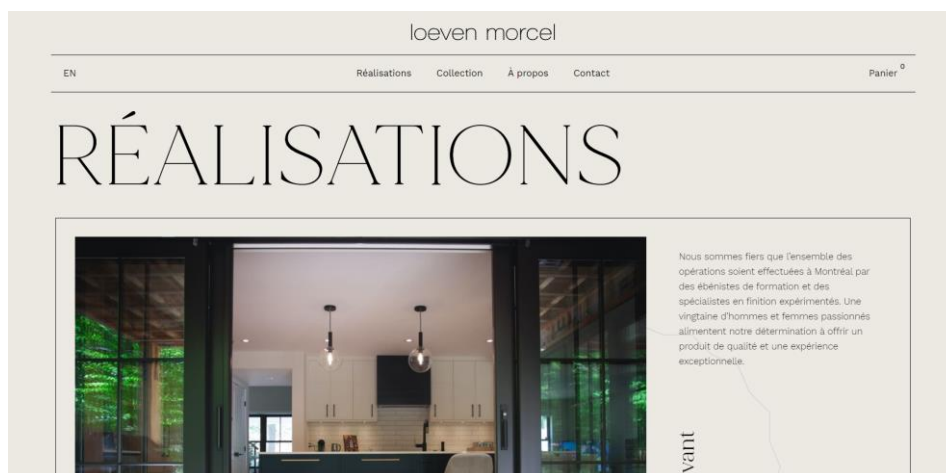 loeven morcel
EN
Réalisations
Collection
À propos
Contact
Panier 0
RÉALISATIONS
Nous sommes fiers que l'ensemble des
opérations soient effectuées à Montréal par
des ébénistes de formation et des
spécialistes en finition expérimentés. Une
vingtaine d'hommes et femmes passionnés
alimentent notre détermination à offrir un
produit de qualité et une expérience
exceptionnelle.